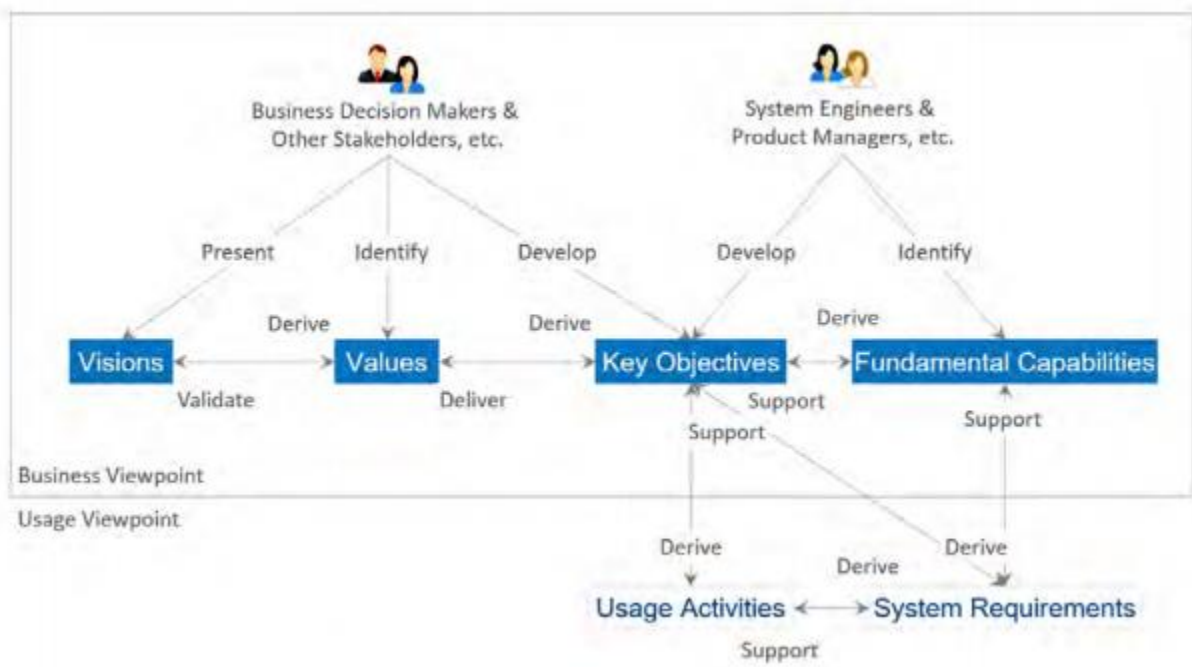 Business Decision Makers &
Other Stakeholders, etc.
System Engineers &
Product Managers, etc.
Present
Identify
Develop
Develop
Identify
Derive
Derive
Derive
Visions
Values
Key Objectives
Fundamental Capabilities
Validate
Deliver
Support
Support
Support
Business Viewpoint
Usage Viewpoint
Derive
Derive
Derive
Usage Activities
System Requirements
Support